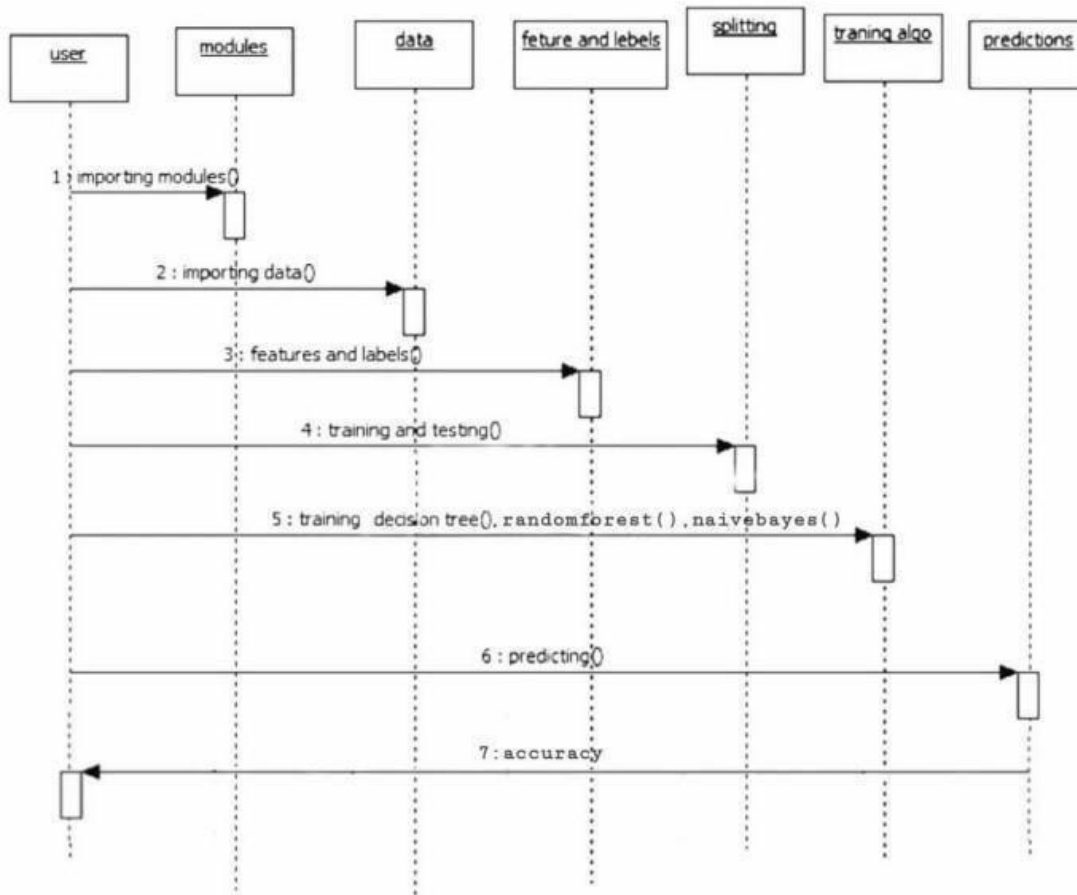 user
modules
data
feture and lebels
splitting
traning algo
predictions
1 : importing modules()
2 : importing data()
3 : features and labels()
4 : training and testing()
5 : training decision tree(),randomforest(),naivebayes()
6 : predicting()
7:accuracy